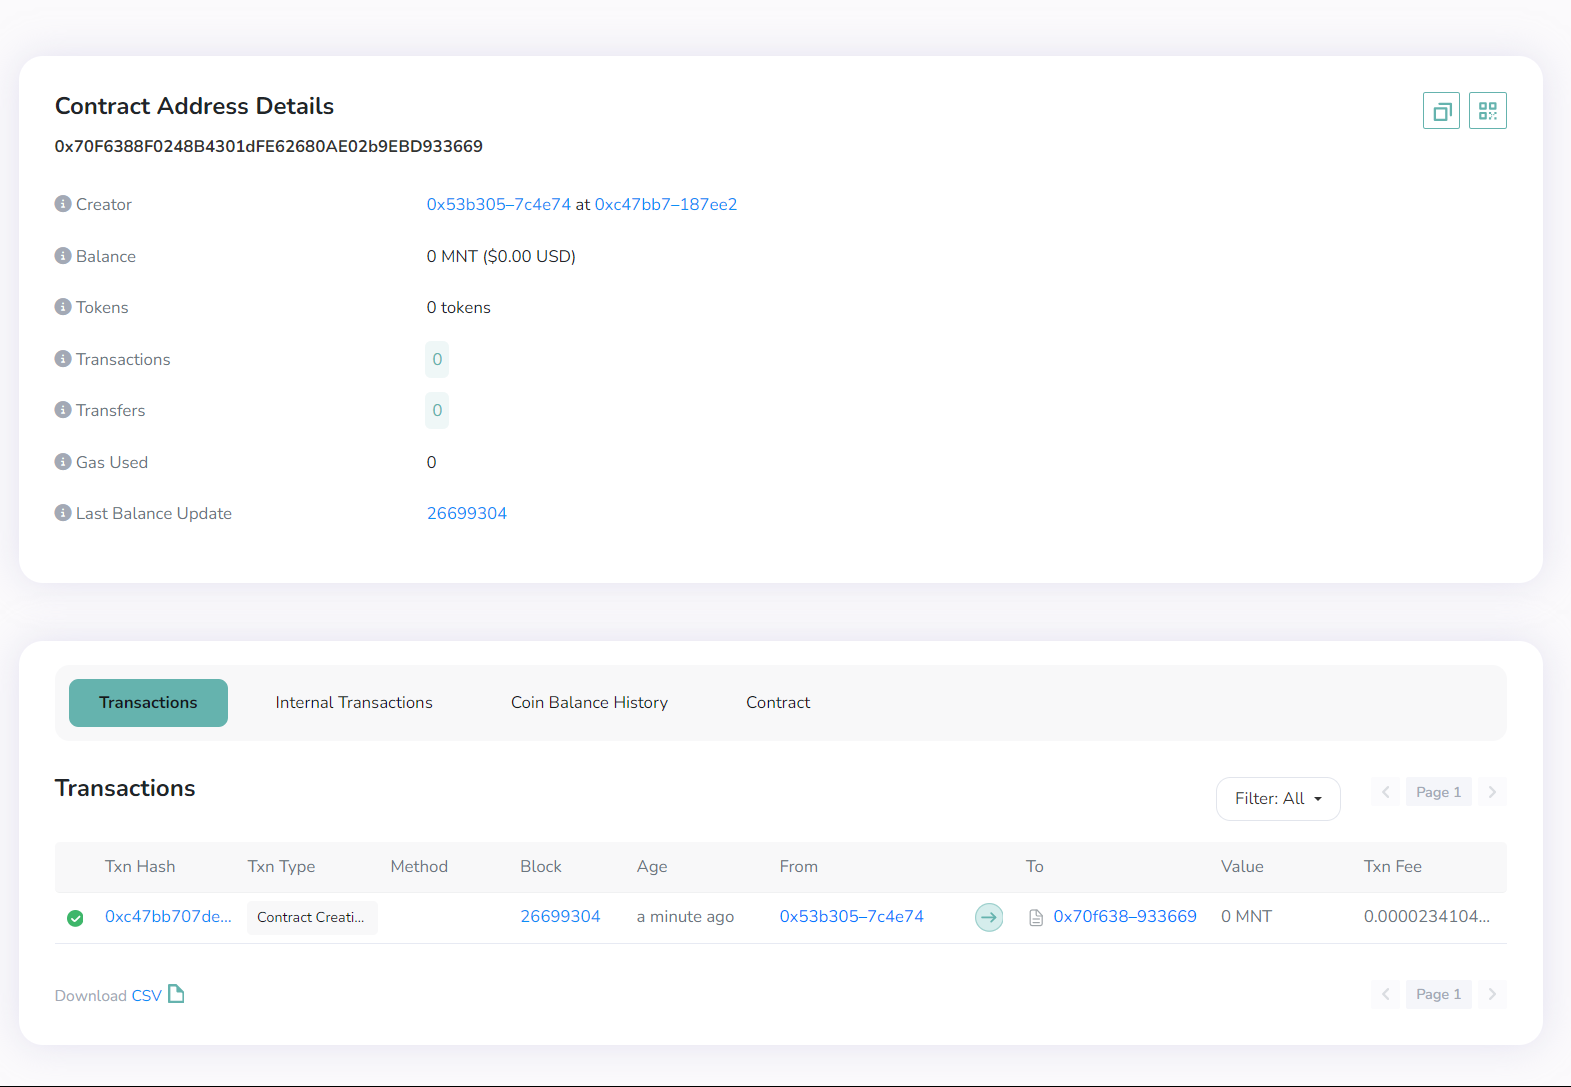 Contract Address Details
0x70F6388F0248B4301dFE62680AE02b9EBD933669
Creator 0x53b305–7c4e74 at 0xc47bb7–187ee2
Balance 0 MNT ($0.00 USD)
Tokens 0 tokens
Transactions 0
Transfers 0
Gas Used 0
Last Balance Update 26699304
Transactions Internal Transactions Coin Balance History Contract
Transactions
Filter: All Page 1
Txn Hash Txn Type Method Block Age From To Value Txn Fee
0xc47bb707de... Contract Creati... 26699304 a minute ago 0x53b305–7c4e74 0x70f638–933669 0 MNT 0.0000234104...
Download CSV Page 1